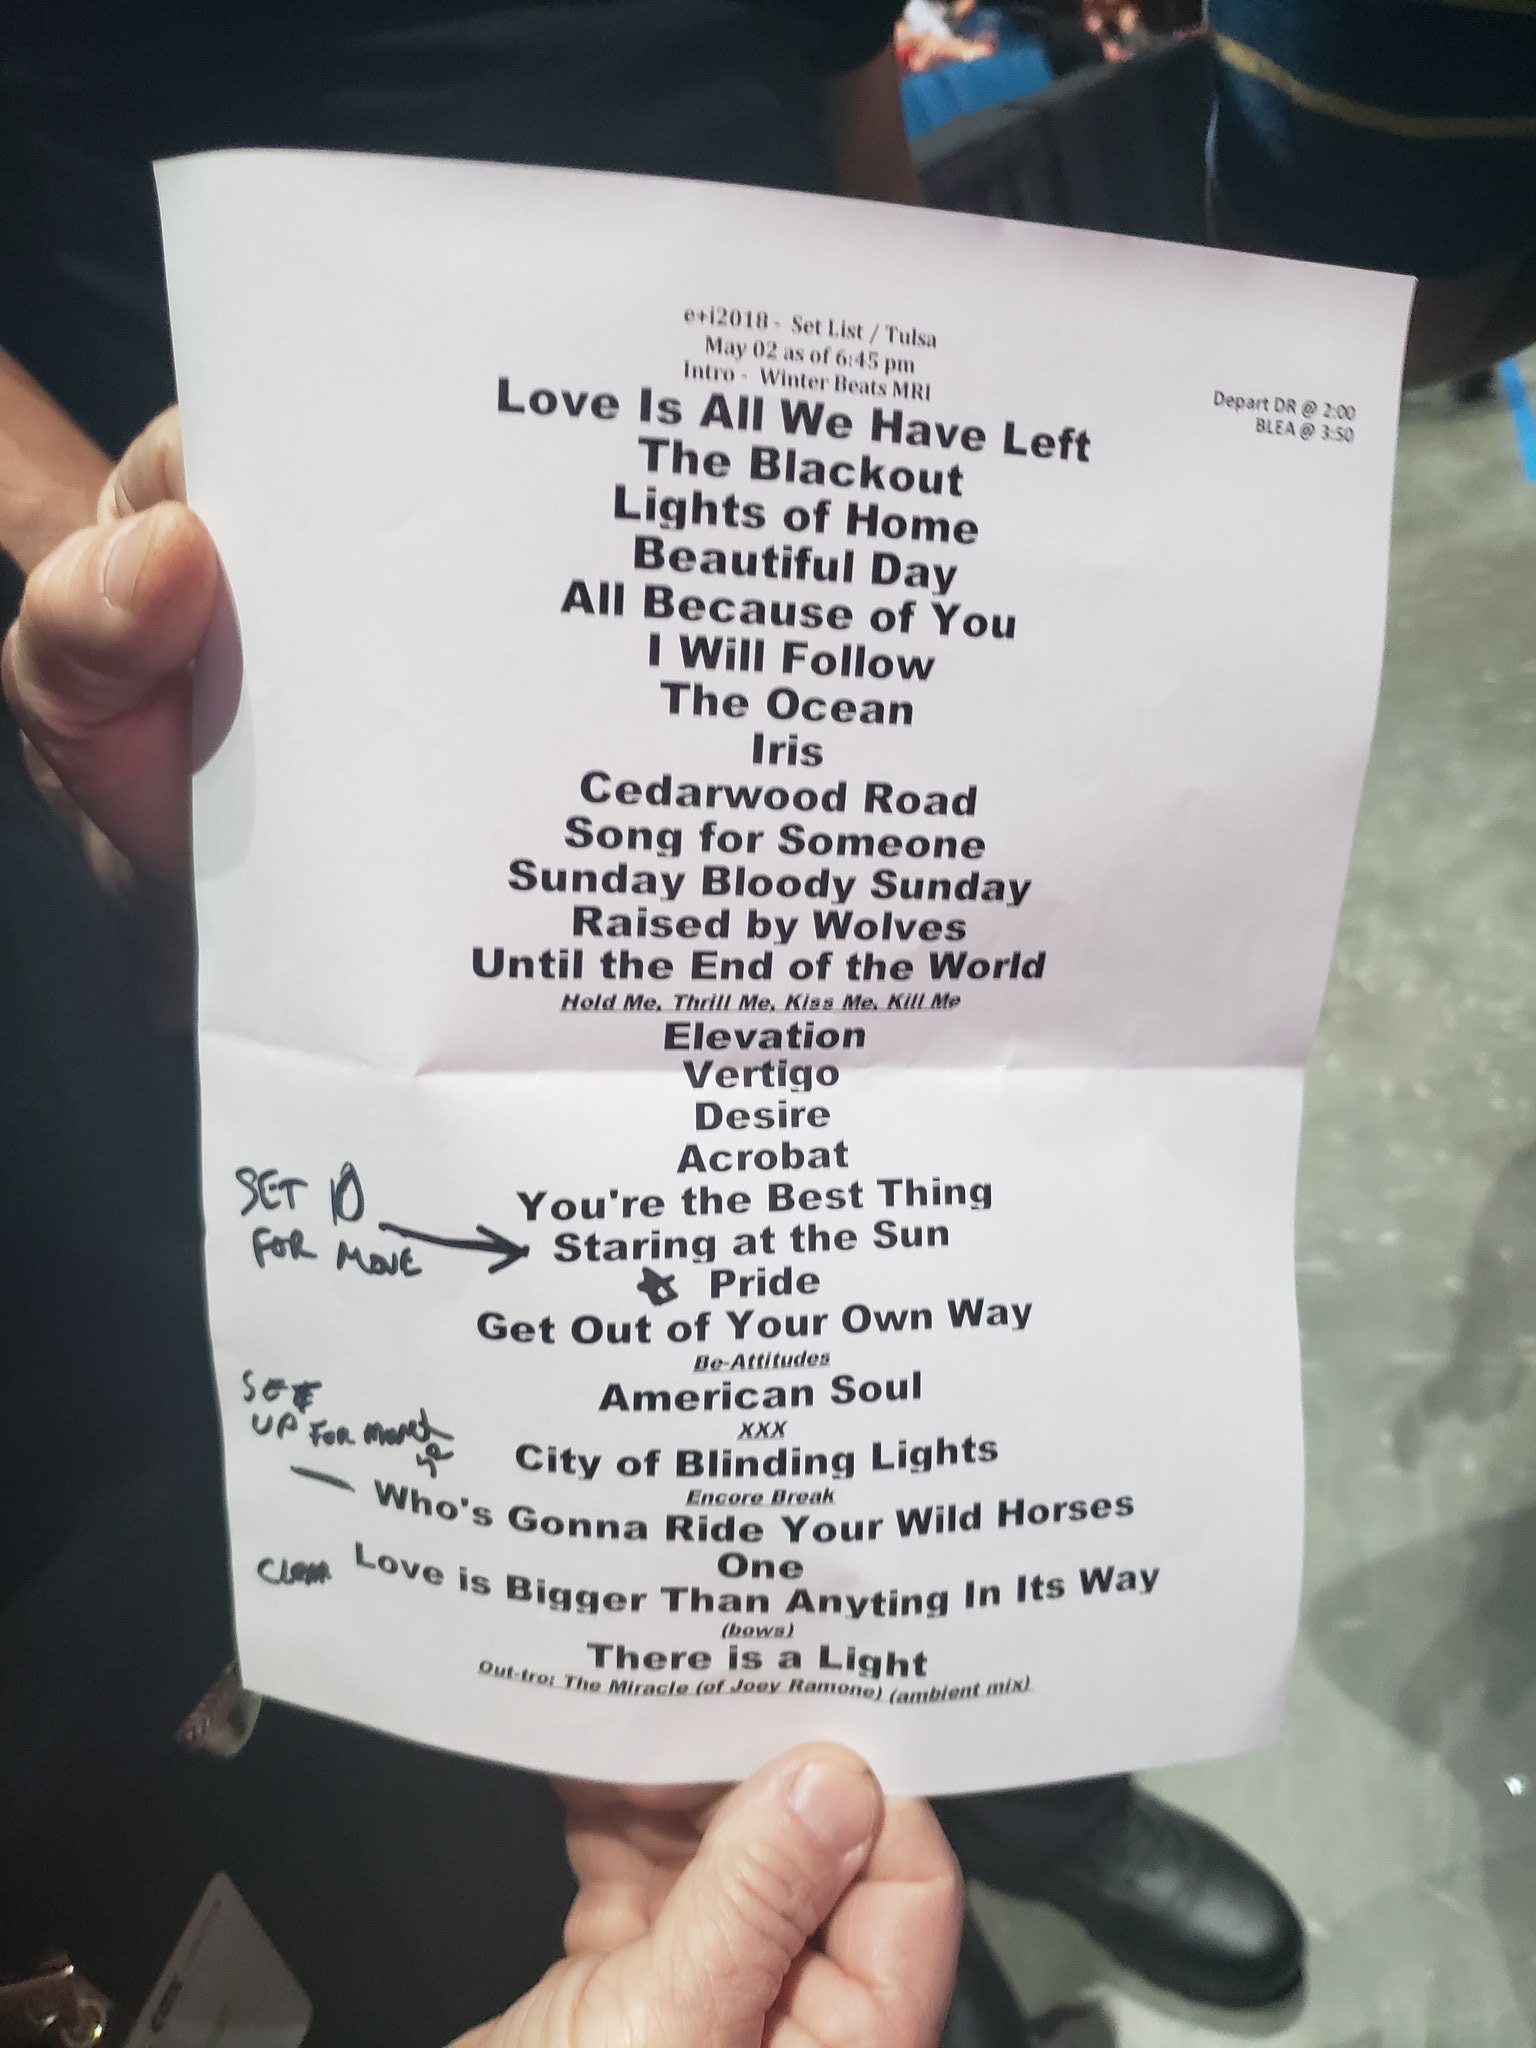 e+i2018 - Set List / Tulsa
May 02 as of 6:45 pm
Intro - Winter Beats MRI
Depart DR @ 2:00
BLEA @ 3:50
Love Is All We Have Left
The Blackout
Lights of Home
Beautiful Day
All Because of You
I Will Follow
The Ocean
Iris
Cedarwood Road
Song for Someone
Sunday Bloody Sunday
Raised by Wolves
Until the End of the World
Hold Me, Thrill Me, Kiss Me, Kill Me
Elevation
Vertigo
Desire
Acrobat
You're the Best Thing
SET 10
FOR MOVE
Staring at the Sun
Pride
Get Out of Your Own Way
Be-Attitudes
American Soul
XXX
UP FOR
City of Blinding Lights
Encore Break
Who's Gonna Ride Your Wild Horses
One
Love is Bigger Than Anyting In Its Way
(bows)
There is a Light
Out-tro: The Miracle (of Joey Ramone) (ambient mix)